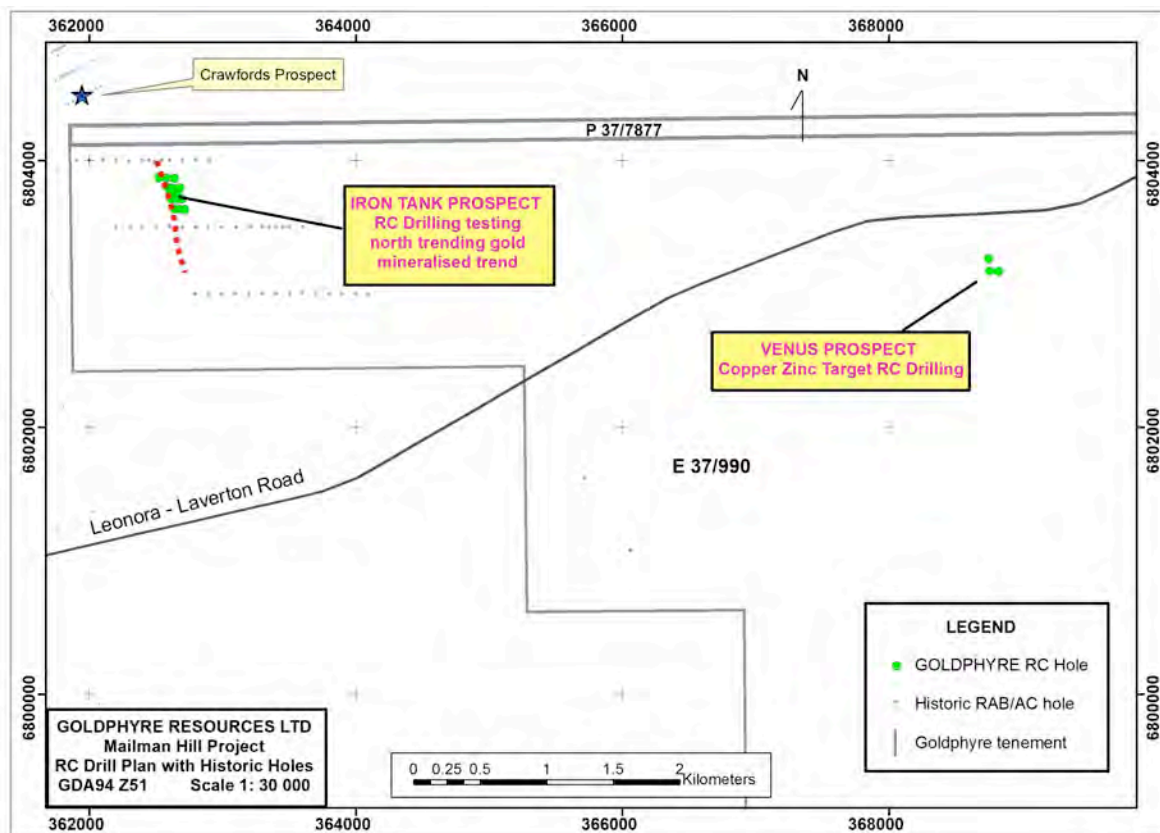 362000
364000
366000
368000
Crawfords Prospect
N
P 37/7877
6804000
6804000
IRON TANK PROSPECT
RC Drilling testing
north trending gold
mineralised trend
VENUS PROSPECT
Copper Zinc Target RC Drilling
6802000
6802000
E 37/990
Leonora - Laverton Road
LEGEND
GOLDPHYRE RC Hole
Historic RAB/AC hole
Goldphyre tenement
6800000
6800000
GOLDPHYRE RESOURCES LTD
Mailman Hill Project
RC Drill Plan with Historic Holes
GDA94 Z51 Scale 1: 30 000
0 0.25 0.5 1 1.5 2
Kilometers
362000
364000
366000
368000